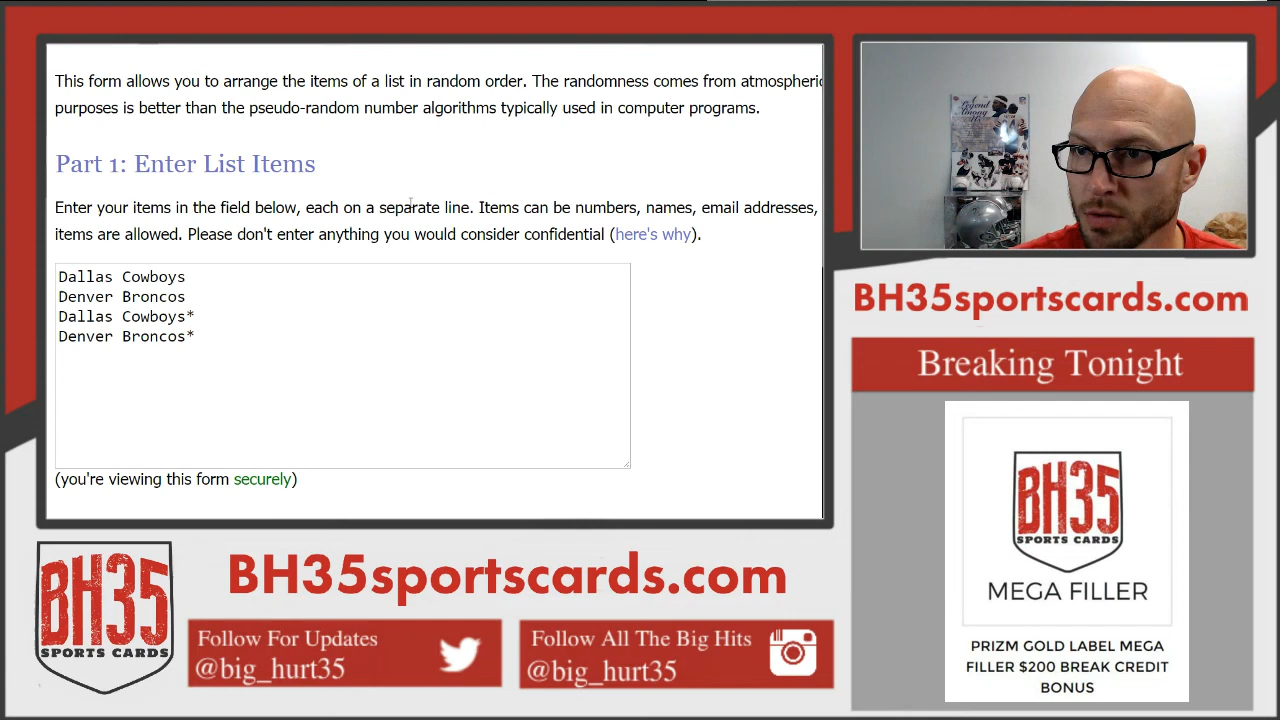 This form allows you to arrange the items of a list in random order. The randomness comes from atmospheric
purposes is better than the pseudo-random number algorithms typically used in computer programs.
Part 1: Enter List Items
Enter your items in the field below, each on a separate line. Items can be numbers, names, email addresses,
items are allowed. Please don't enter anything you would consider confidential (here's why).
Dallas Cowboys
Denver Broncos
Dallas Cowboys*
Denver Broncos*
(you're viewing this form securely)
A Legend Among
BH35sportscards.com
Breaking Tonight
BH35
SPORTS CARDS
MEGA FILLER
PRIZM GOLD LABEL MEGA
FILLER $200 BREAK CREDIT
BONUS
BH35
SPORTS CARDS
BH35sportscards.com
Follow For Updates
@big_hurt35
Follow All The Big Hits
@big_hurt35